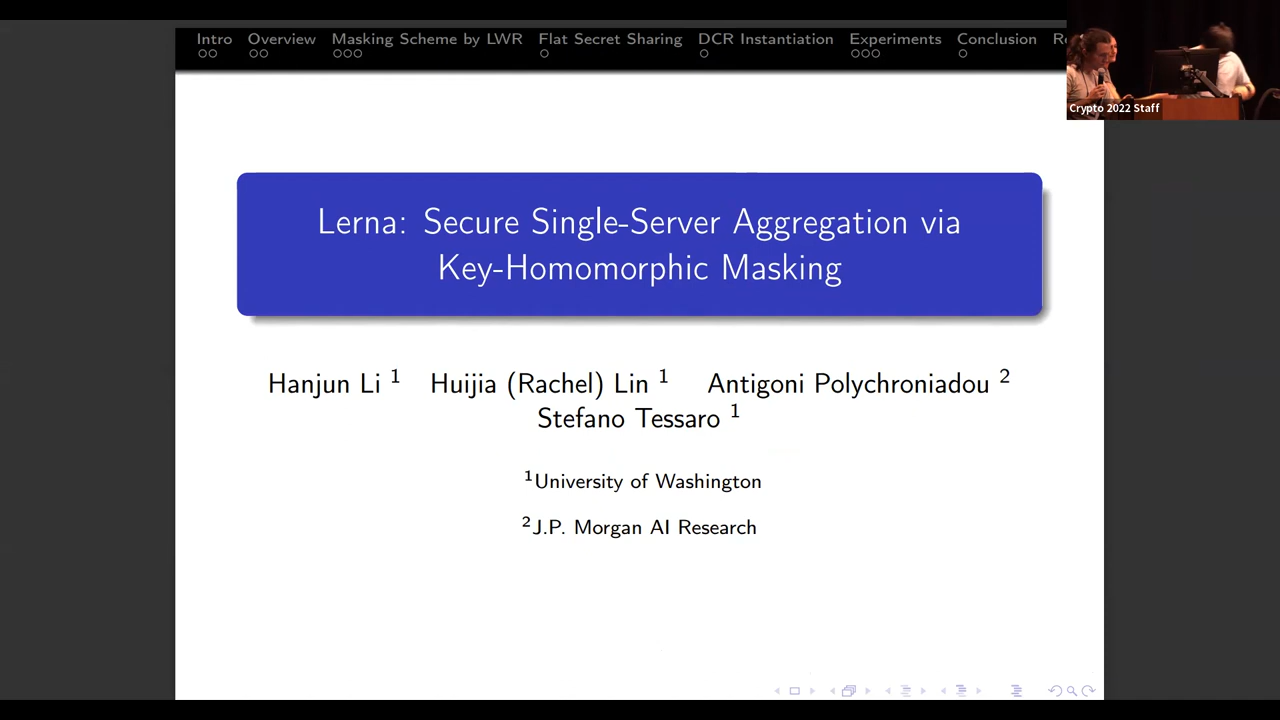 Intro Overview Masking Scheme by LWR Flat Secret Sharing DCR Instantiation Experiments Conclusion
Crypto 2022 Staff
Lerna: Secure Single-Server Aggregation via
Key-Homomorphic Masking
Hanjun Li 1 Huijia (Rachel) Lin 1 Antigoni Polychroniadou 2
Stefano Tessaro 1
1University of Washington
2J.P. Morgan AI Research